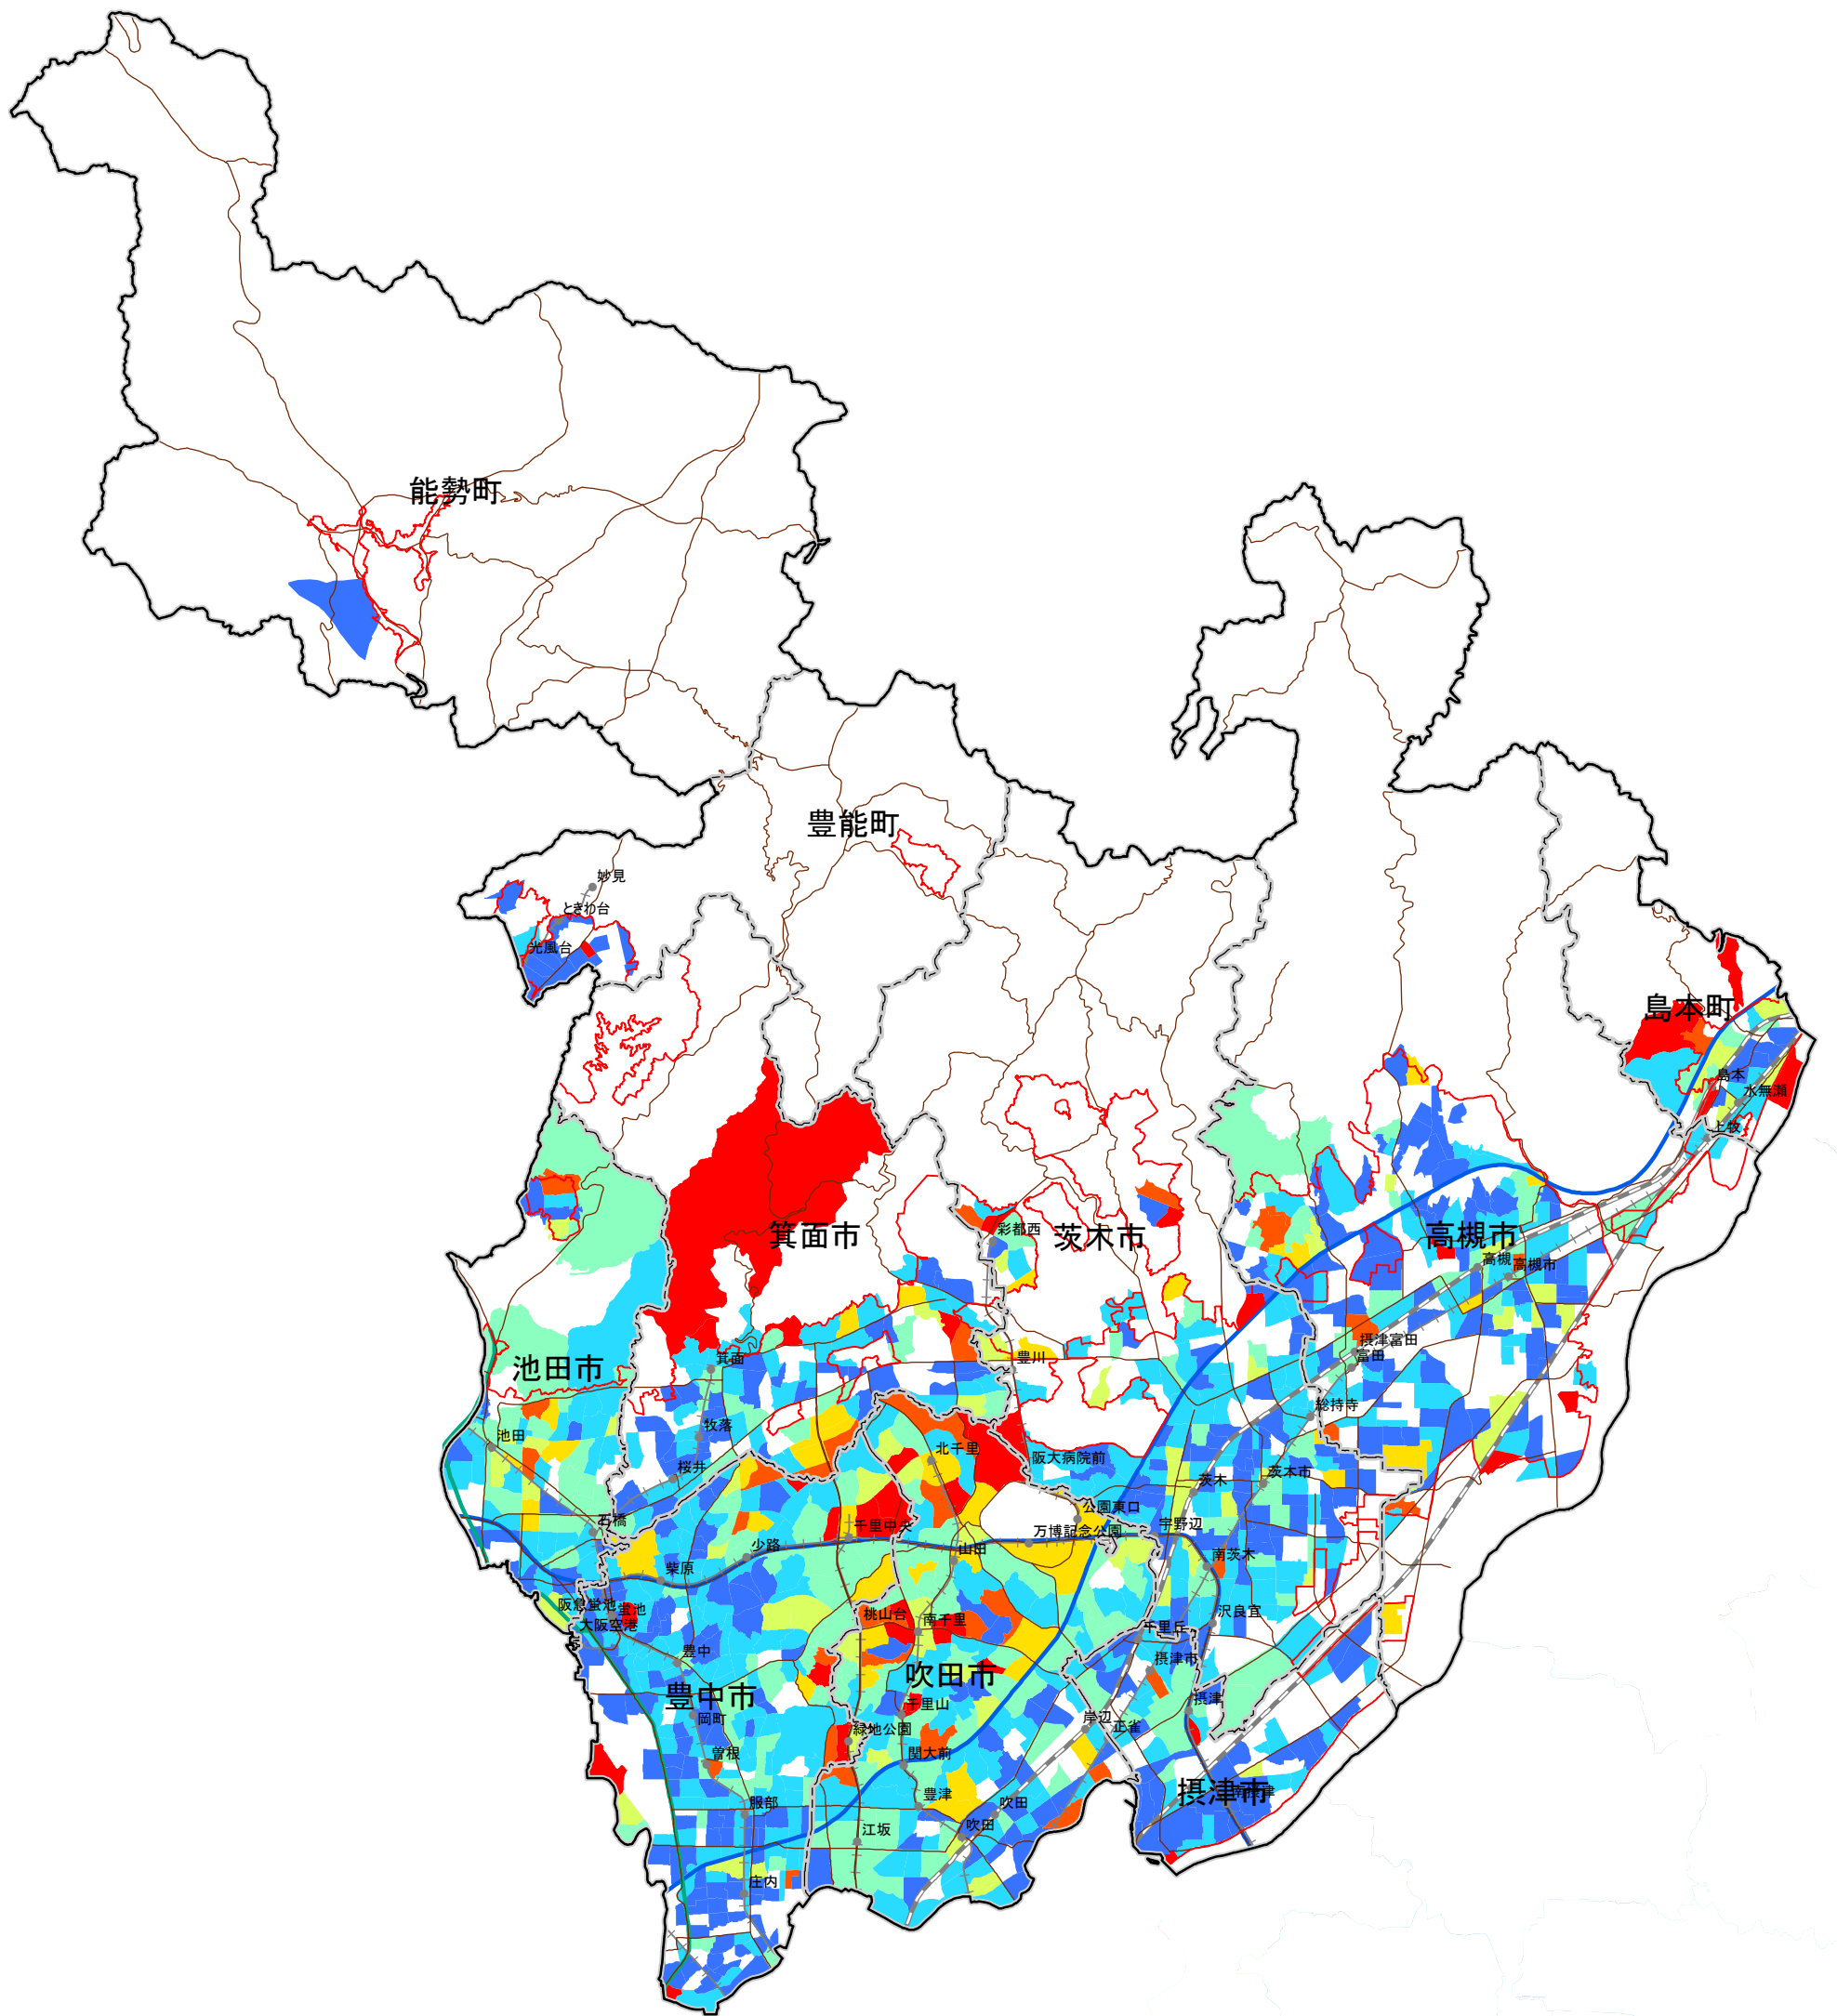 能勢町
豊能町
妙見
ときわ台
光風台
島本町
島本
水無瀬
上牧
箕面市
彩都西
茨木市
高槻市
高槻
高槻市
摂津富田
富田
池田市
箕面
豊川
総持寺
牧落
池田
北千里
阪大病院前
桜井
茨木
茨木市
公園東口
石橋
千里中央
万博記念公園
宇野辺
少路
山田
南茨木
柴原
阪急蛍池
蛍池
大阪空港
桃山台
南千里
沢良宜
千里丘
豊中
摂津市
吹田市
豊中市
千里山
摂津
岡町
緑地公園
岸辺
正雀
曽根
関大前
摂津市
南摂津
豊津
服部
吹田
江坂
吹田
庄内